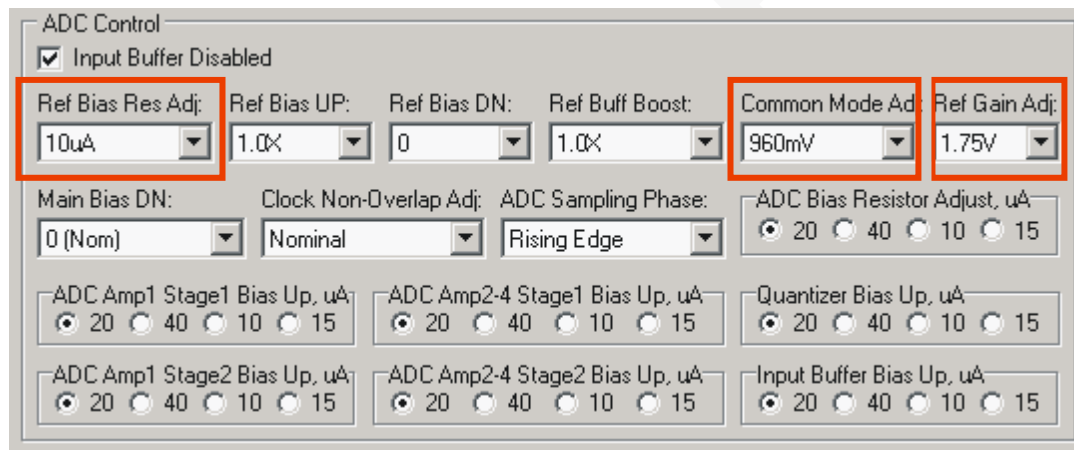 ADC Control
Input Buffer Disabled
Ref Bias Res Adj: Ref Bias UP: Ref Bias DN: Ref Buff Boost: Common Mode Adj Ref Gain Adj:
10uA 1.0X 0 1.0X 960mV 1.75V
Main Bias DN: Clock Non-Overlap Adj: ADC Sampling Phase: ADC Bias Resistor Adjust, uA
0 (Nom) Nominal Rising Edge 20 40 10 15
ADC Amp1 Stage1 Bias Up, uA ADC Amp2-4 Stage1 Bias Up, uA Quantizer Bias Up, uA
20 40 10 15 20 40 10 15 20 40 10 15
ADC Amp1 Stage2 Bias Up, uA ADC Amp2-4 Stage2 Bias Up, uA Input Buffer Bias Up, uA
20 40 10 15 20 40 10 15 20 40 10 15